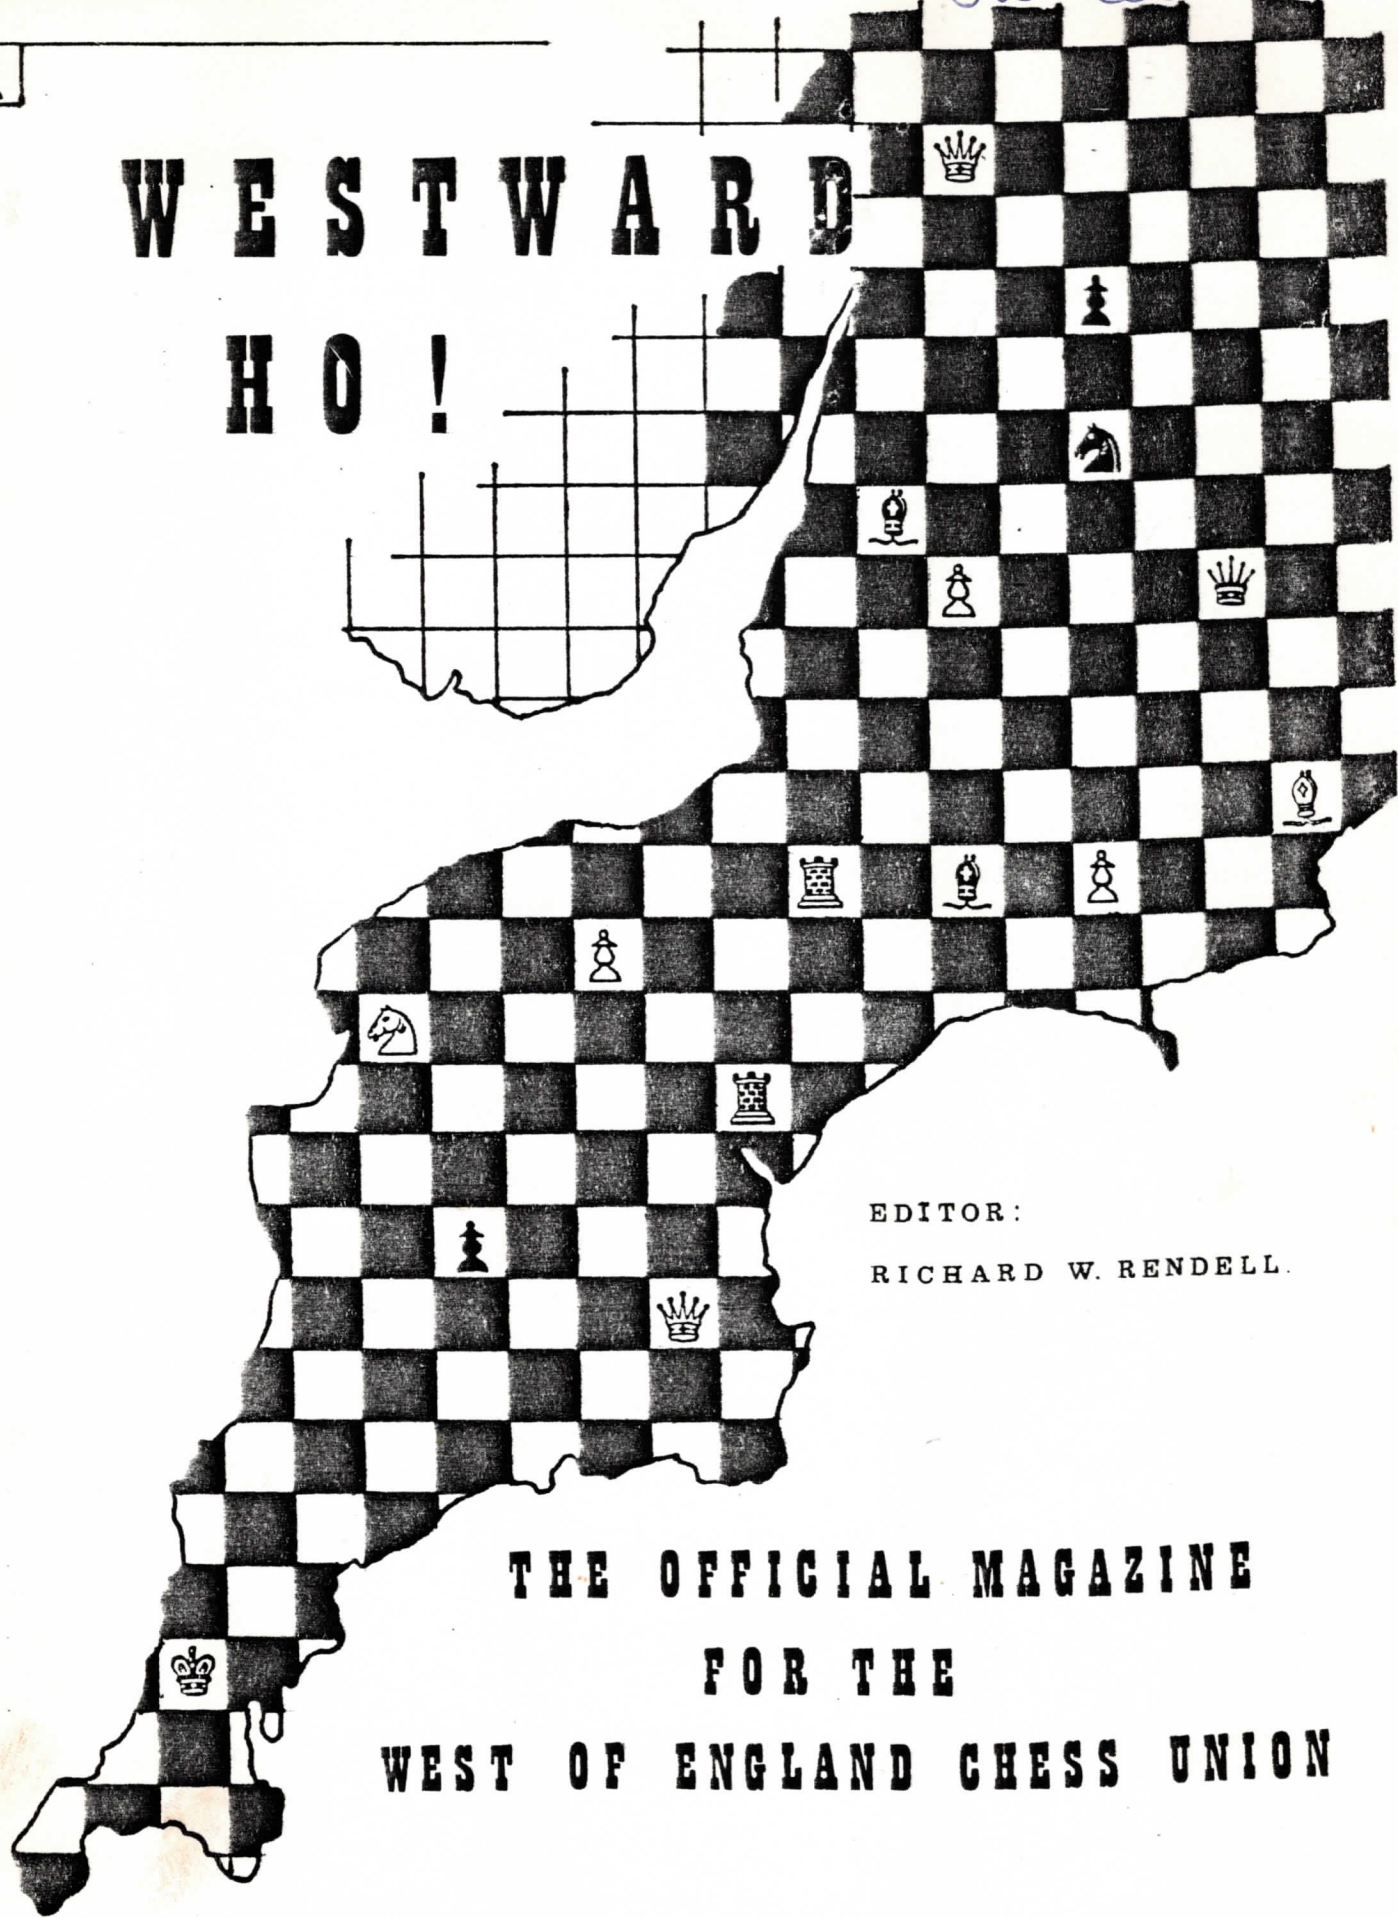 WESTWARD
HO!
EDITOR:
RICHARD W. RENDELL.
THE OFFICIAL MAGAZINE
FOR THE
WEST OF ENGLAND CHESS UNION